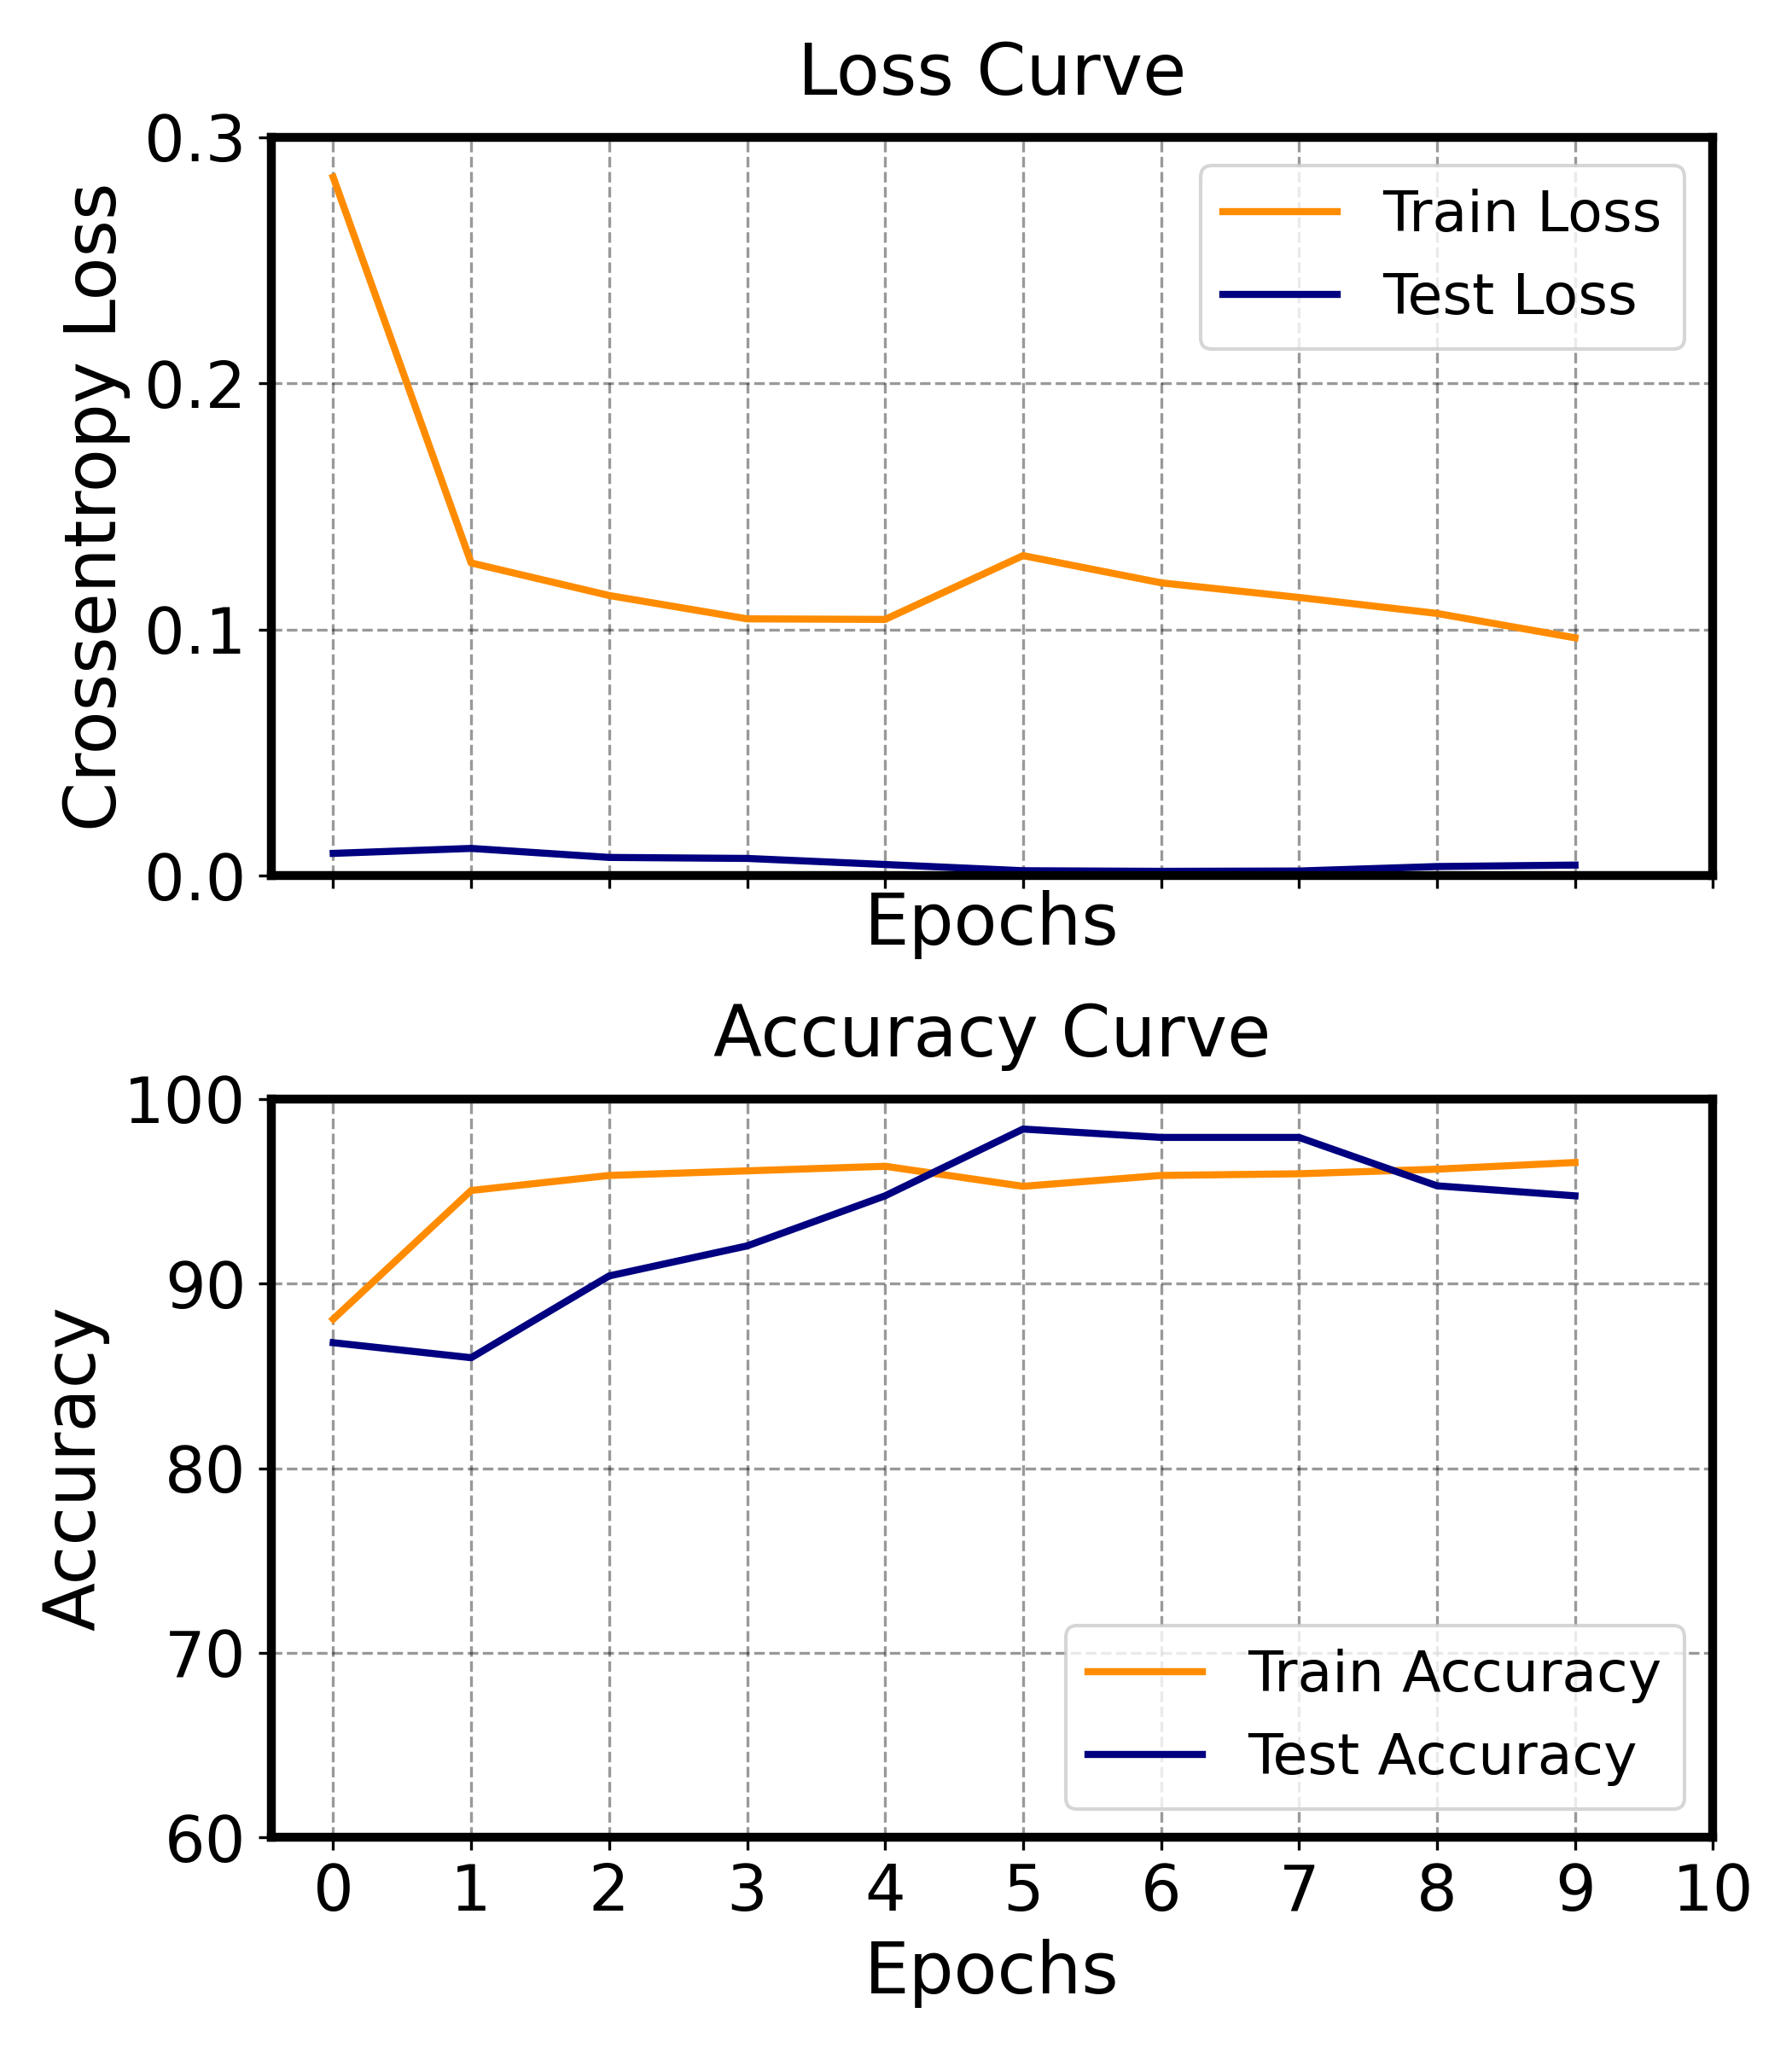 Loss Curve
0.3
0.2
0.1
0.0
Crossentropy Loss
Train Loss
Test Loss
Epochs
Accuracy Curve
100
90
80
70
60
Accuracy
Train Accuracy
Test Accuracy
0 1 2 3 4 5 6 7 8 9 10
Epochs